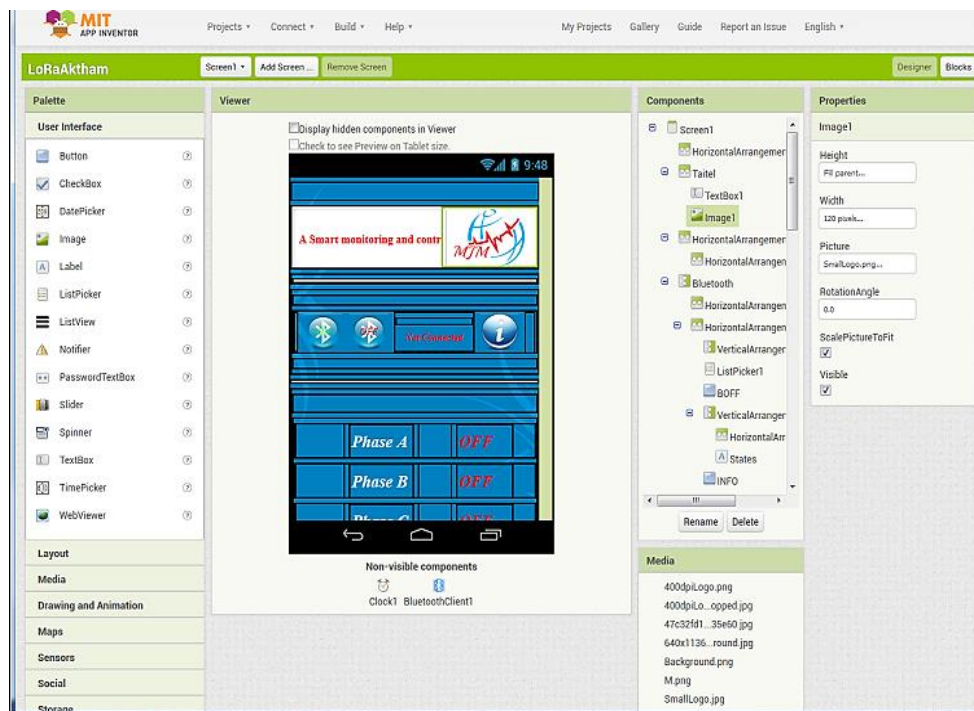 MIT
APP INVENTOR
Projects Connect Build Help My Projects Gallery Guide Report an Issue English
LoRaAktham
Screen1 Add Screen ... Remove Screen Designer Blocks
Palette
User Interface
Button
CheckBox
DatePicker
Image
Label
ListPicker
ListView
Notifier
PasswordTextBox
Slider
Spinner
TextBox
TimePicker
WebViewer
Layout
Media
Drawing and Animation
Maps
Sensors
Social
Storage
Viewer
Display hidden components in Viewer
Check to see Preview on Tablet size.
9:48
A Smart monitoring and contr
MJM
OFF
Not Connected
i
Phase A OFF
Phase B OFF
Phase C OFF
Non-visible components
Clock1 BluetoothClient1
Components
Screen1
HorizontalArrangemer
Taitel
TextBox1
Image1
HorizontalArrangemer
HorizontalArrangen
Bluetooth
HorizontalArrangen
HorizontalArrangen
VerticalArranger
ListPicker1
BOFF
VerticalArranger
HorizontalArr
States
INFO
Rename Delete
Media
400dpiLogo.png
400dpiLo...opped.jpg
47c32fd1...35e60.jpg
640x1136...round.jpg
Background.png
M.png
SmallLogo.jpg
Properties
Image1
Height
Fill parent...
Width
120 pixels...
Picture
SmalLogo.png...
RotationAngle
0.0
ScalePictureToFit
Visible